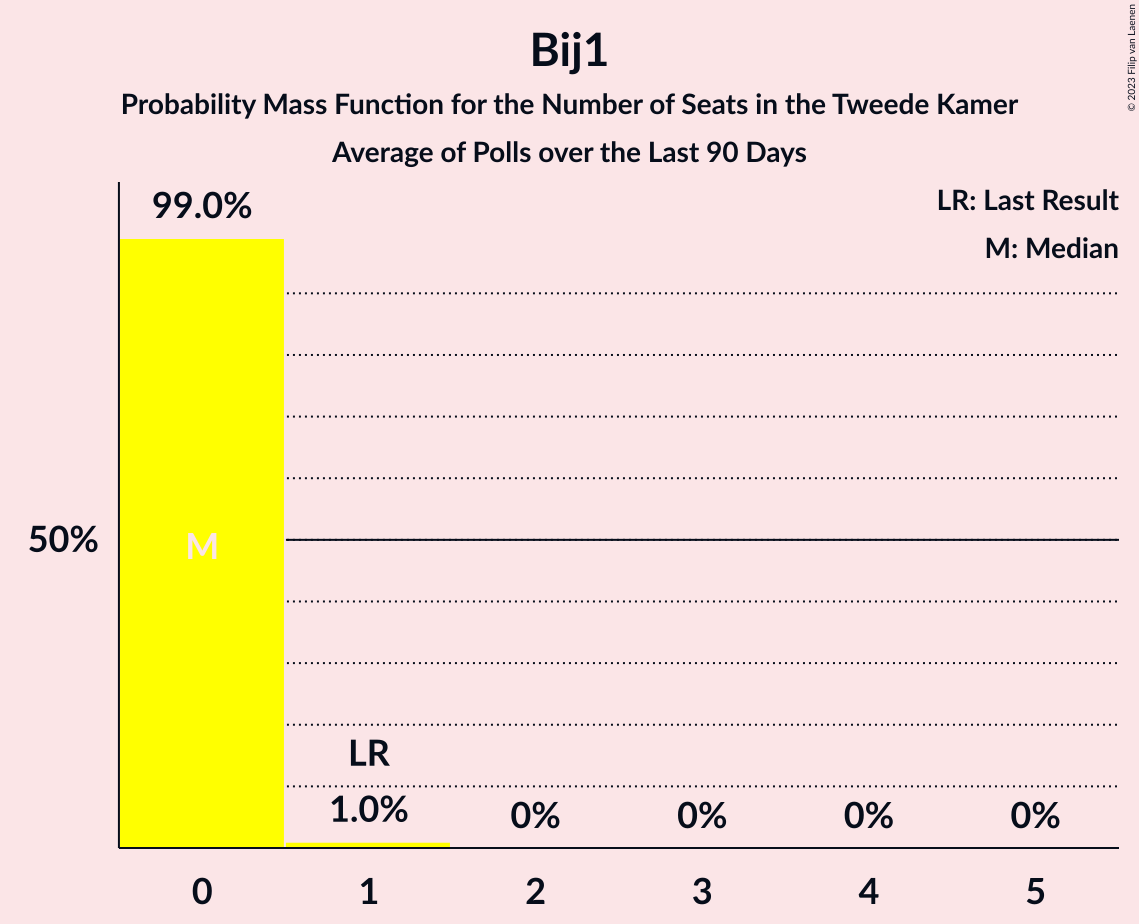 Bij1
Probability Mass Function for the Number of Seats in the Tweede Kamer
Average of Polls over the Last 90 Days
© 2023 Filip van Laenen
LR: Last Result
M: Median
99.0%
50%
M
LR
1.0%
0%
0%
0%
0%
0
1
2
3
4
5